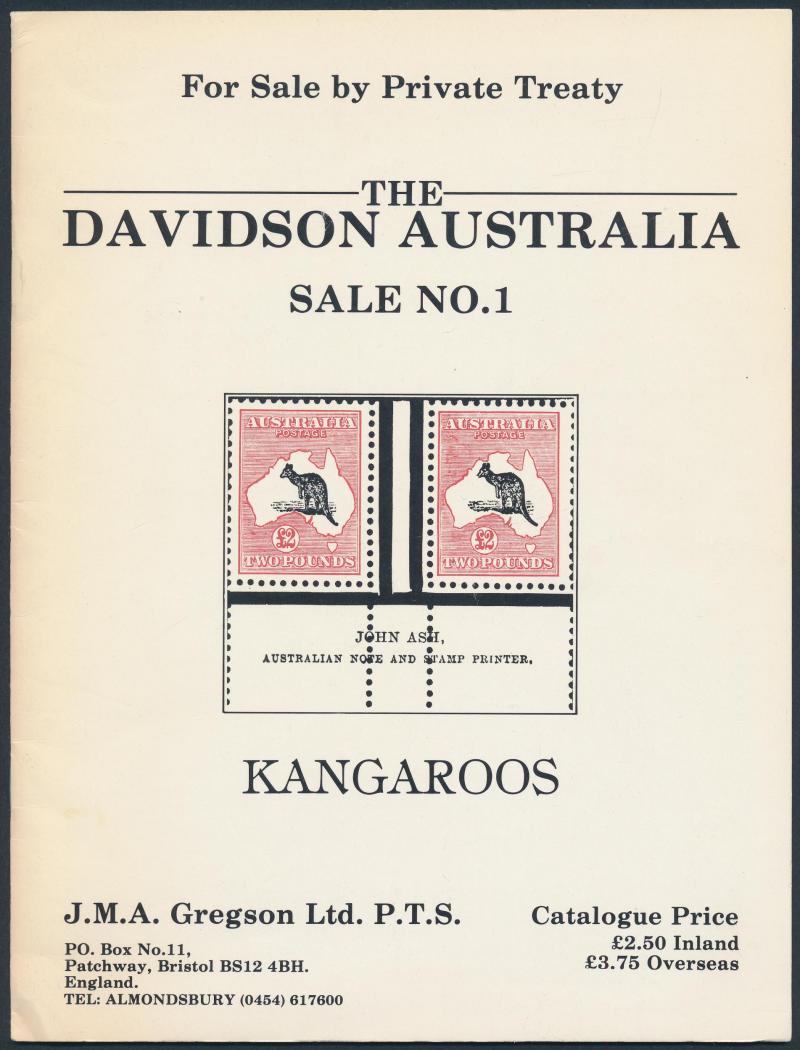 For Sale by Private Treaty
THE
DAVIDSON AUSTRALIA
SALE NO.1
AUSTRALIA AUSTRALIA
POSTAGE POSTAGE
£2 £2
TWO POUNDS TWO POUNDS
JOHN ASH,
AUSTRALIAN NOTE AND STAMP PRINTER.
KANGAROOS
J.M.A. Gregson Ltd. P.T.S.
PO. Box No.11,
Patchway, Bristol BS12 4BH.
England.
TEL: ALMONDSBURY (0454) 617600
Catalogue Price
£2.50 Inland
£3.75 Overseas